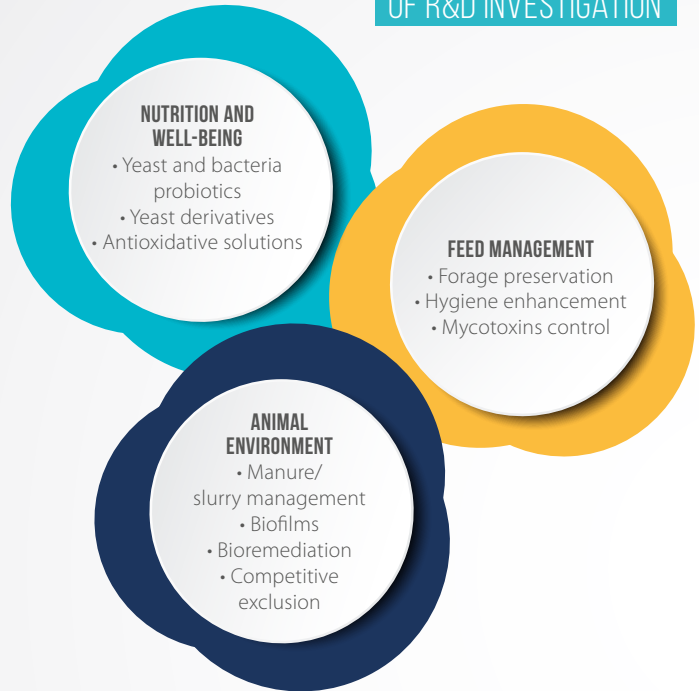 OF R&D INVESTIGATION
NUTRITION AND
WELL-BEING
• Yeast and bacteria
probiotics
• Yeast derivatives
• Antioxidative solutions
FEED MANAGEMENT
• Forage preservation
• Hygiene enhancement
• Mycotoxins control
ANIMAL
ENVIRONMENT
• Manure/
slurry management
• Biofilms
• Bioremediation
• Competitive
exclusion